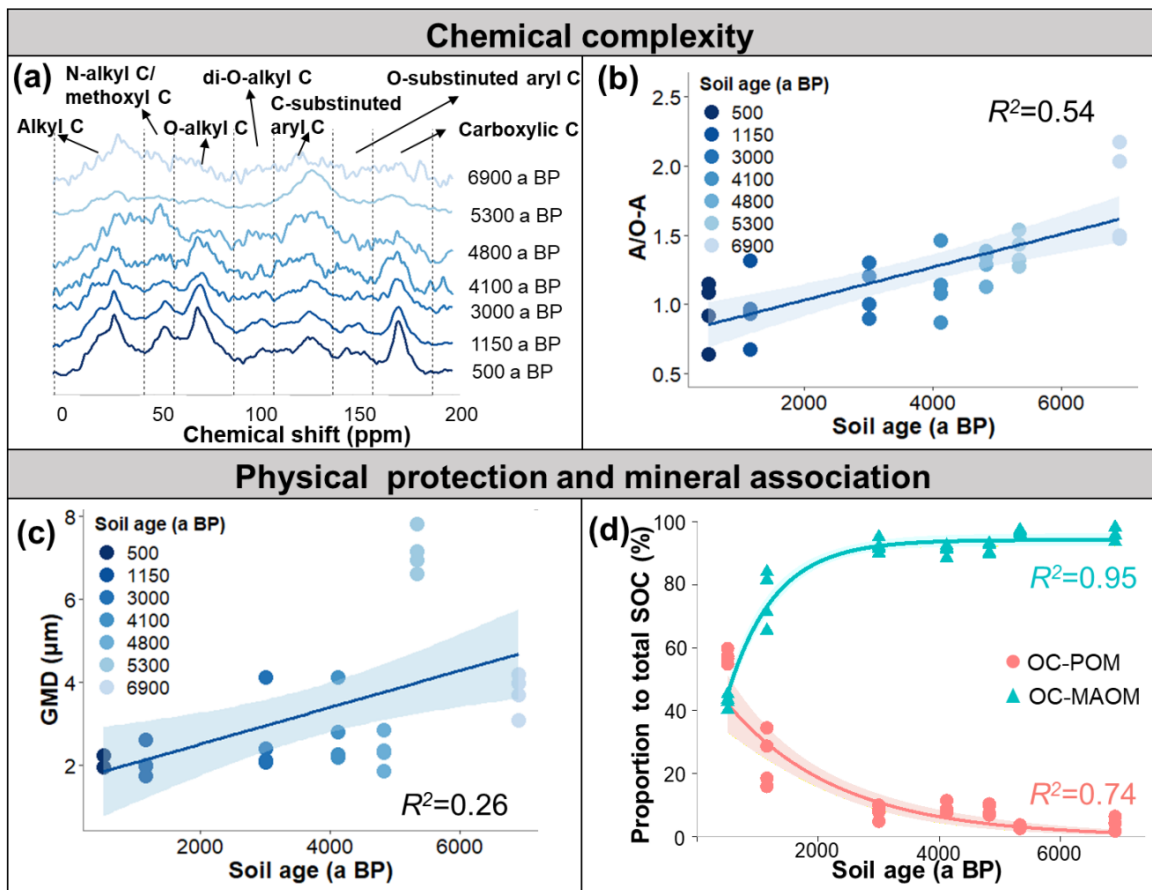 Chemical complexity
(a)
N-alkyl C/
methoxyl C
di-O-alkyl C
O-substinuted aryl C
C-substinuted
aryl C
Alkyl C
O-alkyl C
Carboxylic C
6900 a BP
5300 a BP
4800 a BP
4100 a BP
3000 a BP
1150 a BP
500 a BP
0 50 100 150 200
Chemical shift (ppm)
(b)
Soil age (a BP)
500
1150
3000
4100
4800
5300
6900
R²=0.54
2.5
2.0
1.5
1.0
0.5
A/O-A
2000 4000 6000
Soil age (a BP)
Physical protection and mineral association
(c)
Soil age (a BP)
500
1150
3000
4100
4800
5300
6900
8
6
4
2
GMD (μm)
R²=0.26
2000 4000 6000
Soil age (a BP)
(d)
100
80
60
40
20
0
Proportion to total SOC (%)
R²=0.95
OC-POM
OC-MAOM
R²=0.74
2000 4000 6000
Soil age (a BP)